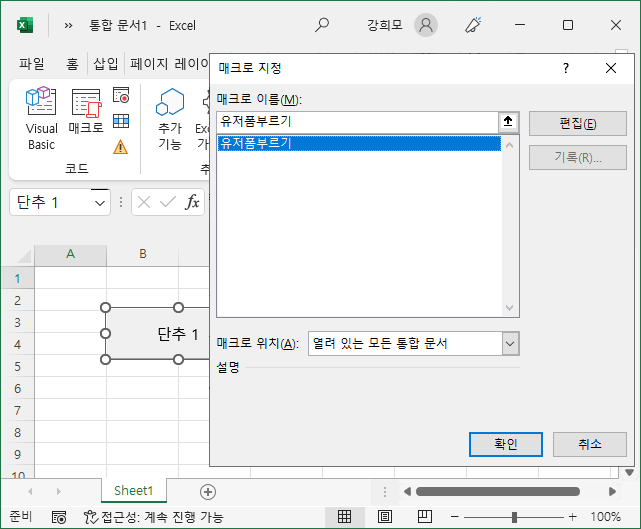 통합 문서1 - Excel
강희모
파일 홈 삽입 페이지 레이아
Visual Basic
매크로
추가 기능
코드
단추 1
fx
A B
1
2
3
4
5
6
7
8
9
10
단추 1
매크로 지정
? 
매크로 이름(M):
유저폼부르기
유저폼부르기
편집(E)
기록(R)...
매크로 위치(A): 열려 있는 모든 통합 문서
설명
확인 취소
Sheet1
준비 접근성: 계속 진행 가능 100%